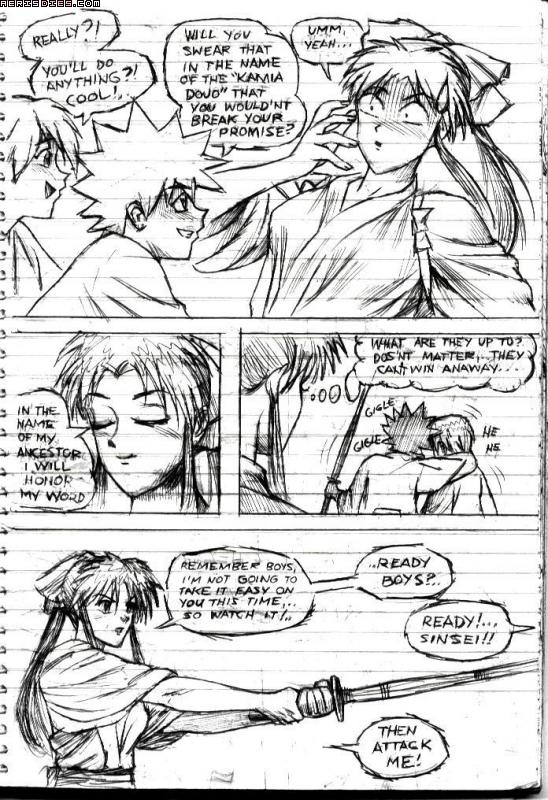 AERISDIES.COM
REALLY?!
YOU'LL DO
ANYTHING?!
COOL!..
WILL YOU
SWEAR THAT
IN THE NAME
OF THE "KAMIA
DOJO" THAT
YOU WOULD'NT
BREAK YOUR
PROMISE?
UMM,
YEAH...
IN THE
NAME
OF MY
ANCESTOR
I WILL
HONOR
MY WORD
WHAT ARE THEY UP TO?
DOS'NT MATTER... THEY
CAN,T WIN ANAWAY...
GIGLE
GIGLE
HE
HE
REMEMBER BOYS,
I'M NOT GOING TO
TAKE IT EASY ON
YOU THIS TIME,..
SO WATCH IT!..
..READY
BOYS?..
READY!...
SINSEI!!
THEN
ATTACK
ME!